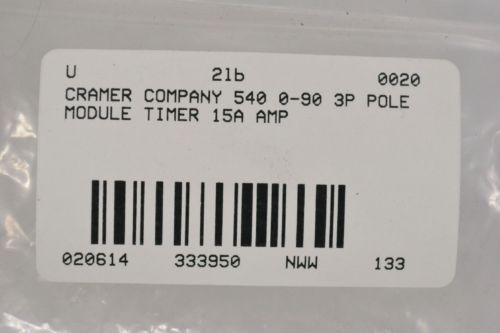 U 21b 0020
CRAMER COMPANY 540 0-90 3P POLE
MODULE TIMER 15A AMP
020614 333950 NWW 133